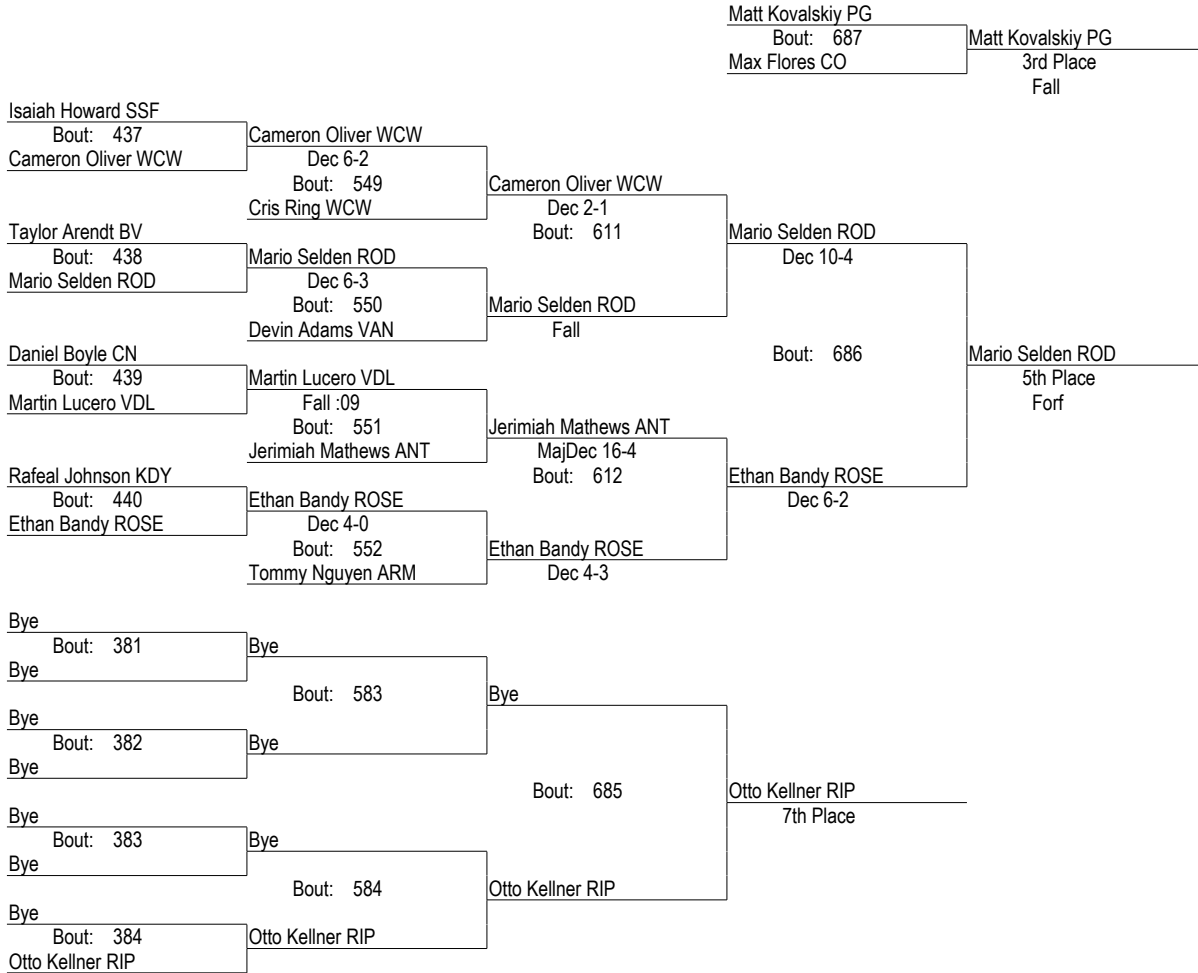 Matt Kovalskiy PG
Bout: 687
Max Flores CO
Matt Kovalskiy PG
3rd Place
Fall
Isaiah Howard SSF
Bout: 437
Cameron Oliver WCW
Cameron Oliver WCW
Dec 6-2
Bout: 549
Cris Ring WCW
Cameron Oliver WCW
Dec 2-1
Bout: 611
Taylor Arendt BV
Bout: 438
Mario Selden ROD
Mario Selden ROD
Dec 6-3
Bout: 550
Devin Adams VAN
Mario Selden ROD
Fall
Mario Selden ROD
Dec 10-4
Bout: 686
Mario Selden ROD
5th Place
Forf
Daniel Boyle CN
Bout: 439
Martin Lucero VDL
Martin Lucero VDL
Fall :09
Bout: 551
Jerimiah Mathews ANT
Jerimiah Mathews ANT
MajDec 16-4
Bout: 612
Rafeal Johnson KDY
Bout: 440
Ethan Bandy ROSE
Ethan Bandy ROSE
Dec 4-0
Bout: 552
Tommy Nguyen ARM
Ethan Bandy ROSE
Dec 4-3
Ethan Bandy ROSE
Dec 6-2
Bye
Bout: 381
Bye
Bye
Bout: 583
Bye
Bye
Bout: 382
Bye
Bye
Bout: 685
Otto Kellner RIP
7th Place
Bye
Bout: 383
Bye
Bye
Bout: 584
Otto Kellner RIP
Bye
Bout: 384
Otto Kellner RIP
Otto Kellner RIP